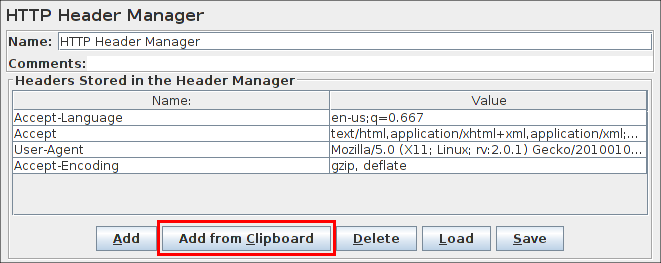 HTTP Header Manager
Name: HTTP Header Manager
Comments:
Headers Stored in the Header Manager
Name: Value
Accept-Language en-us;q=0.667
Accept text/html,application/xhtml+xml,application/xml;...
User-Agent Mozilla/5.0 (X11; Linux; rv:2.0.1) Gecko/2010010...
Accept-Encoding gzip, deflate
Add Add from Clipboard Delete Load Save